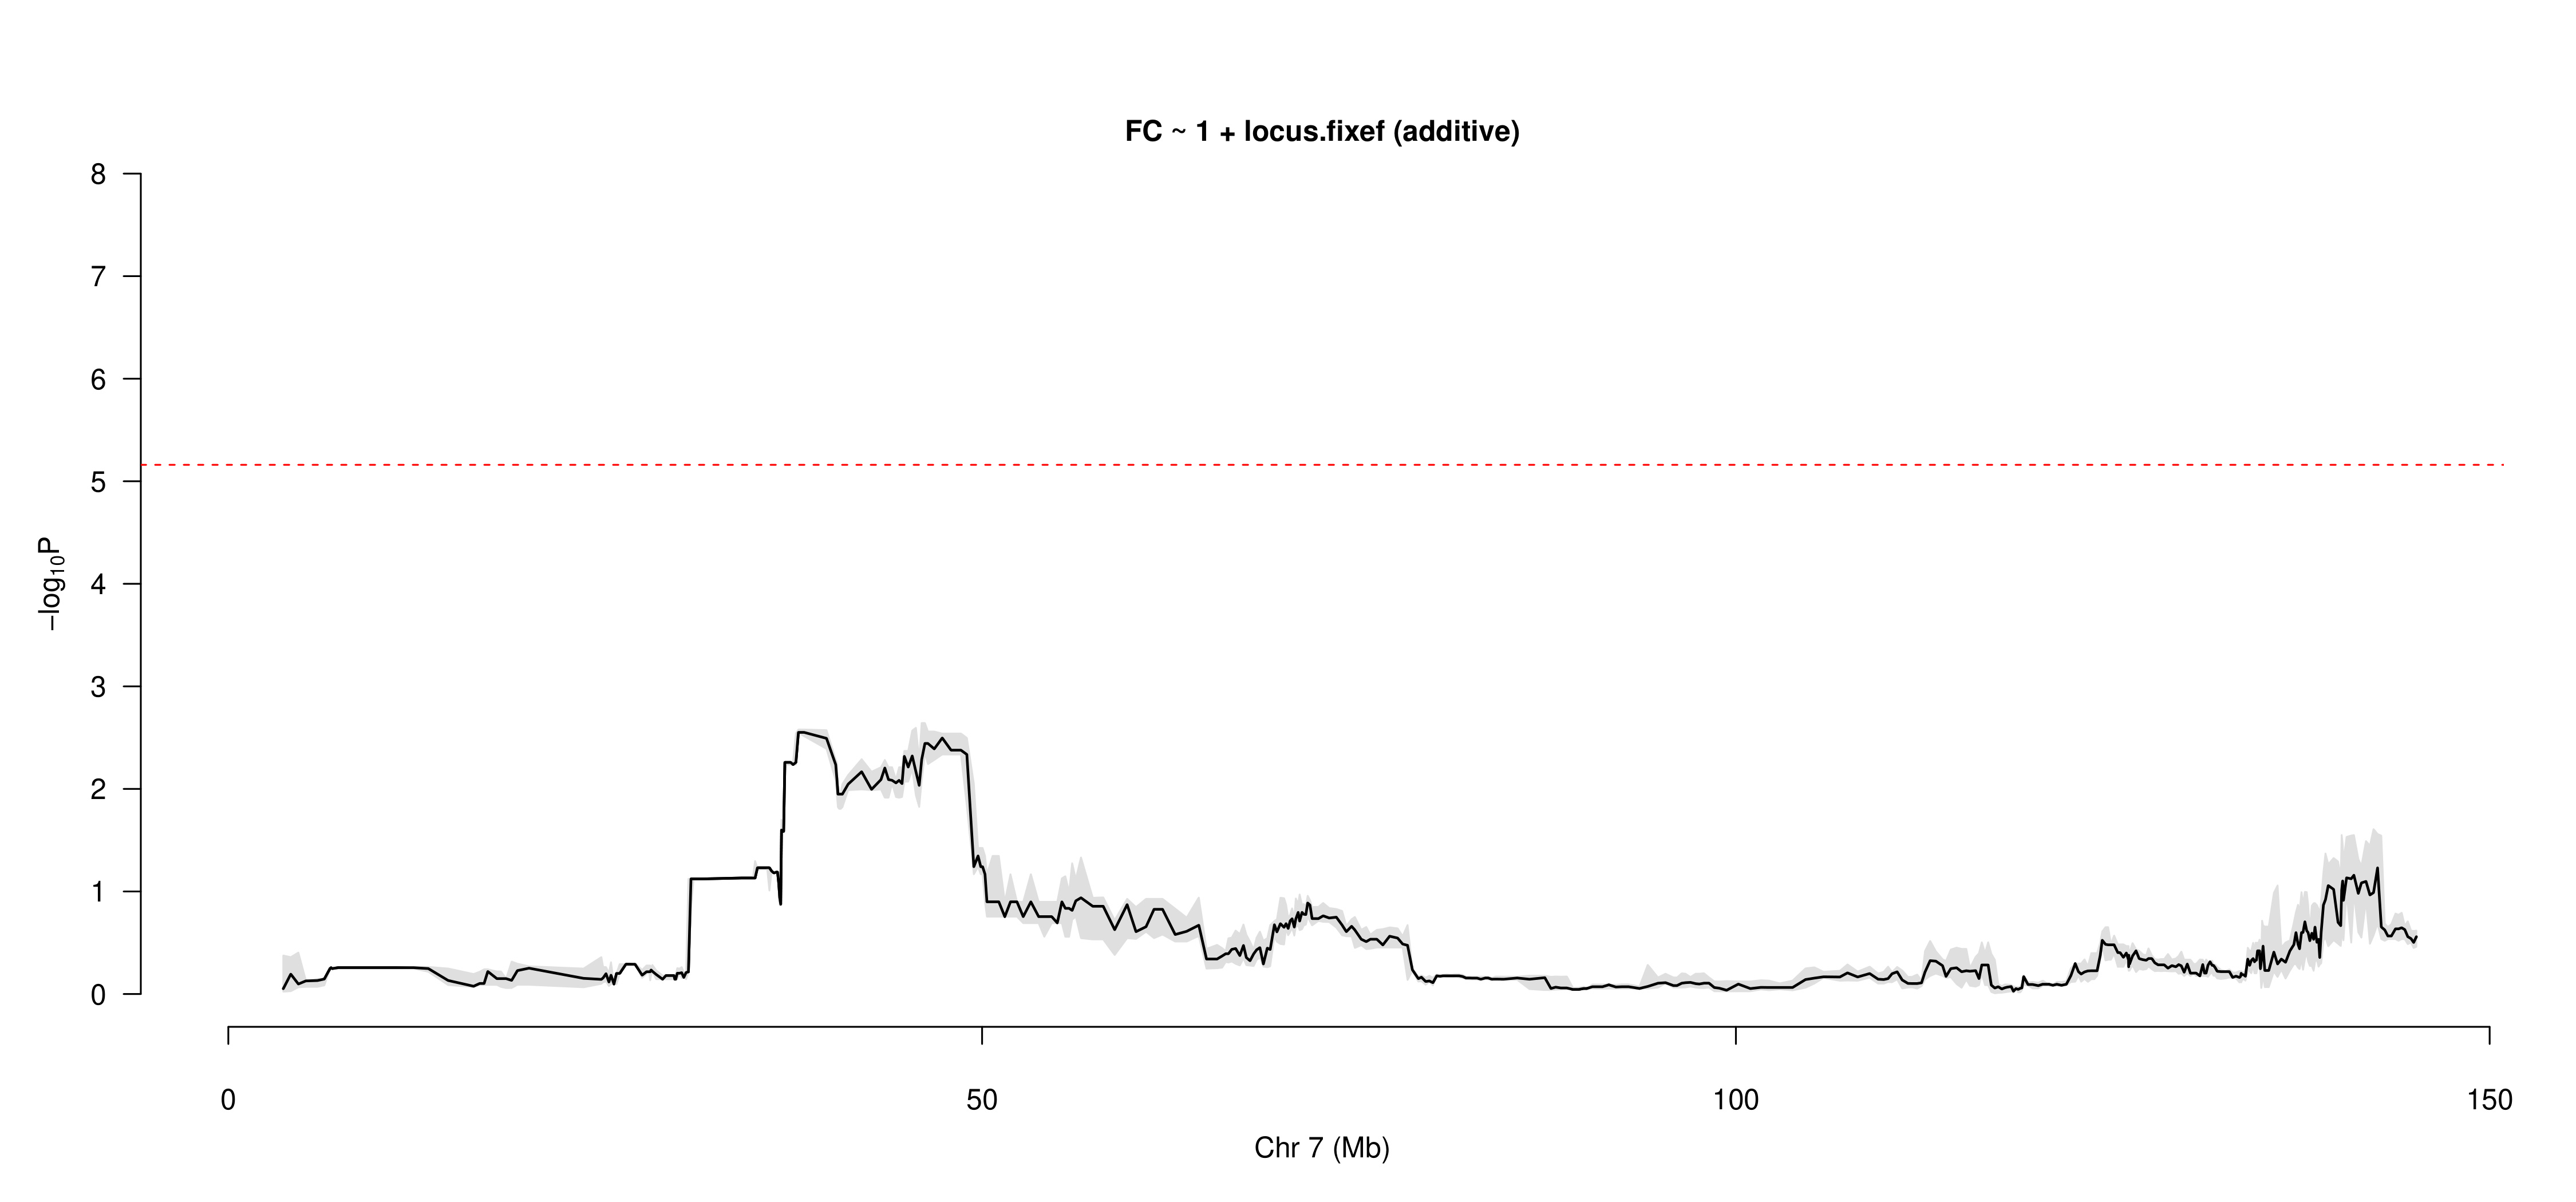 FC ~ 1 + locus.fixef (additive)
8
7
6
5
4
3
2
1
0
−log10P
0 50 100 150
Chr 7 (Mb)